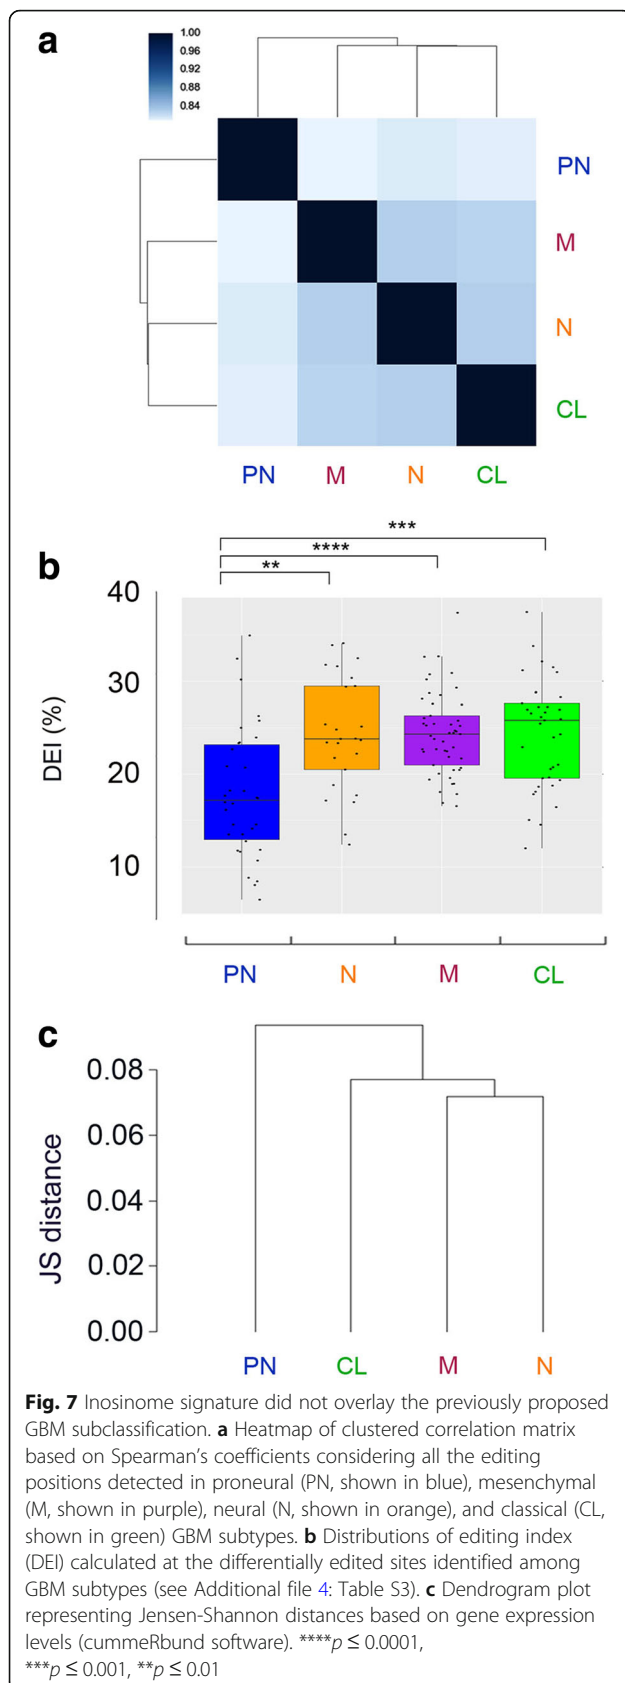 a
1.00
0.96
0.92
0.88
0.84
PN
M
N
CL
PN M N CL
b
***
****
**
40
30
20
10
DEI (%)
PN N M CL
c
0.08
0.06
0.04
0.02
0.00
JS distance
PN CL M N
Fig. 7 Inosinome signature did not overlay the previously proposed
GBM subclassification. a Heatmap of clustered correlation matrix
based on Spearman's coefficients considering all the editing
positions detected in proneural (PN, shown in blue), mesenchymal
(M, shown in purple), neural (N, shown in orange), and classical (CL,
shown in green) GBM subtypes. b Distributions of editing index
(DEI) calculated at the differentially edited sites identified among
GBM subtypes (see Additional file 4: Table S3). c Dendrogram plot
representing Jensen-Shannon distances based on gene expression
levels (cummeRbund software). ****p ≤ 0.0001,
***p ≤ 0.001, **p ≤ 0.01